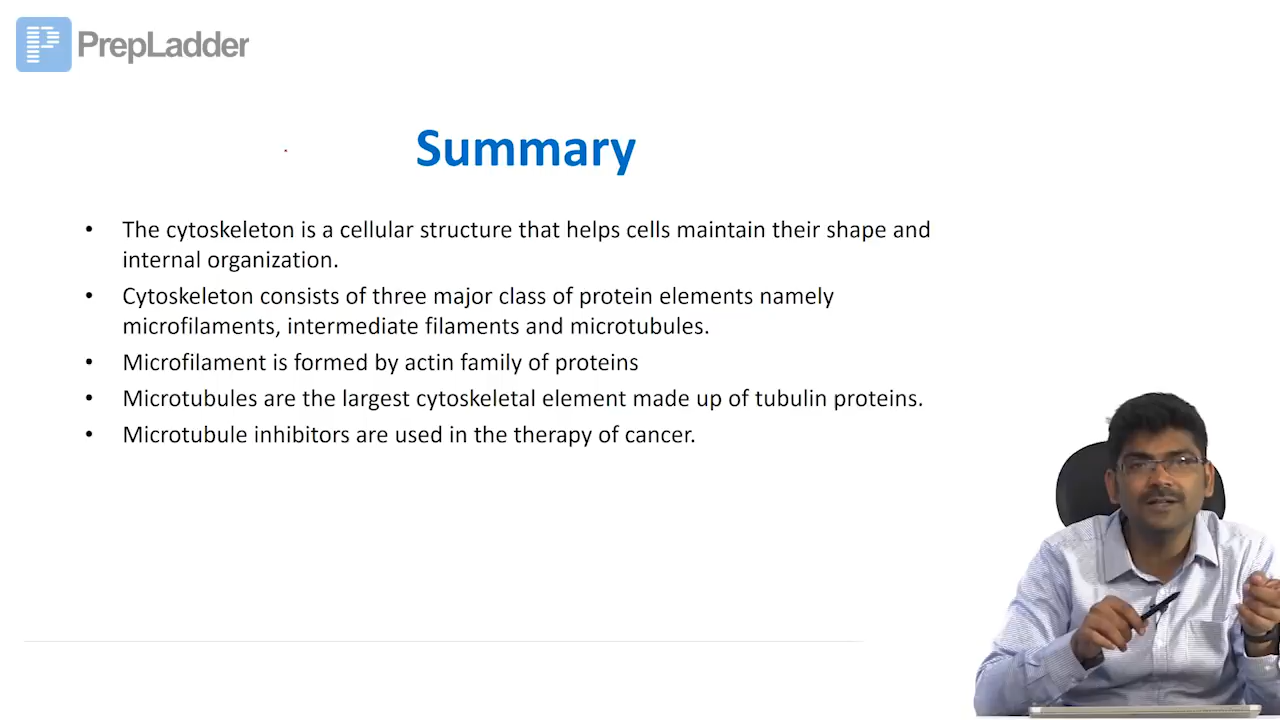 PrepLadder
Summary
• The cytoskeleton is a cellular structure that helps cells maintain their shape and
internal organization.
• Cytoskeleton consists of three major class of protein elements namely
microfilaments, intermediate filaments and microtubules.
• Microfilament is formed by actin family of proteins
• Microtubules are the largest cytoskeletal element made up of tubulin proteins.
• Microtubule inhibitors are used in the therapy of cancer.